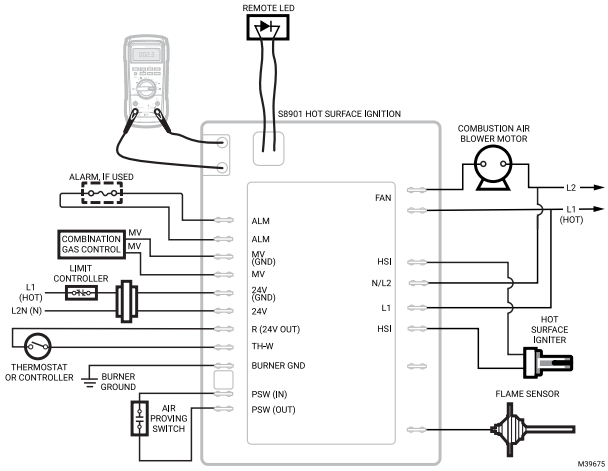 REMOTE LED
S8901 HOT SURFACE IGNITION
COMBUSTION AIR
BLOWER MOTOR
ALARM, IF USED
FAN
L2
L1
(HOT)
ALM
ALM
COMBINATION
GAS CONTROL
MV
MV
MV
(GND)
MV
HSI
N/L2
LIMIT
CONTROLLER
L1
(HOT)
L2N (N)
24V
(GND)
24V
L1
R (24V OUT)
HSI
HOT
SURFACE
IGNITER
TH-W
THERMOSTAT
OR CONTROLLER
BURNER GND
BURNER
GROUND
PSW (IN)
PSW (OUT)
AIR
PROVING
SWITCH
FLAME SENSOR
M39675